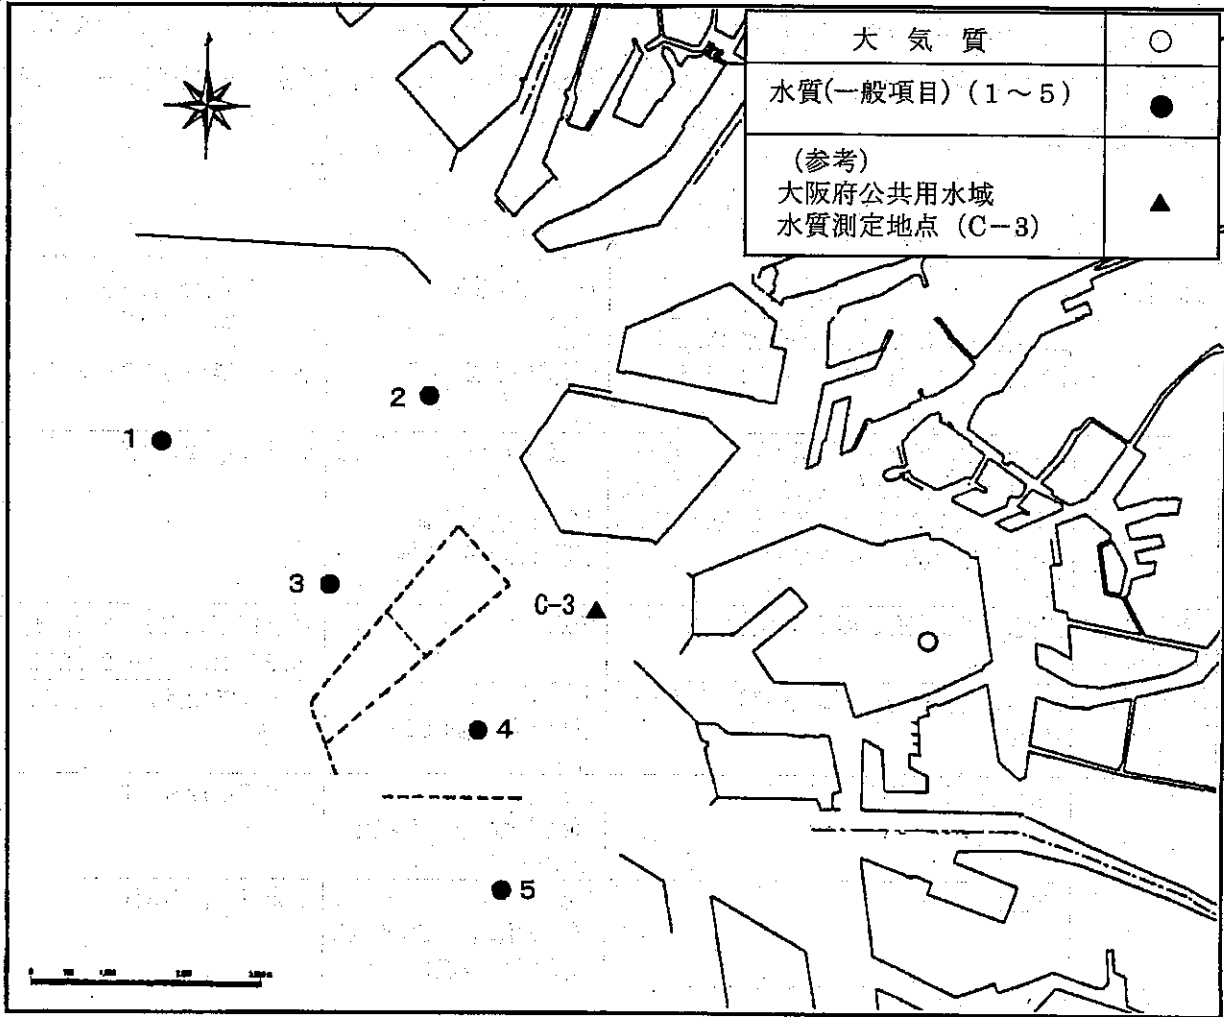 大気質
水質(一般項目)(1～5)
(参考)
大阪府公共用水域
水質測定地点 (C-3)
2
1
3
C-3
4
5